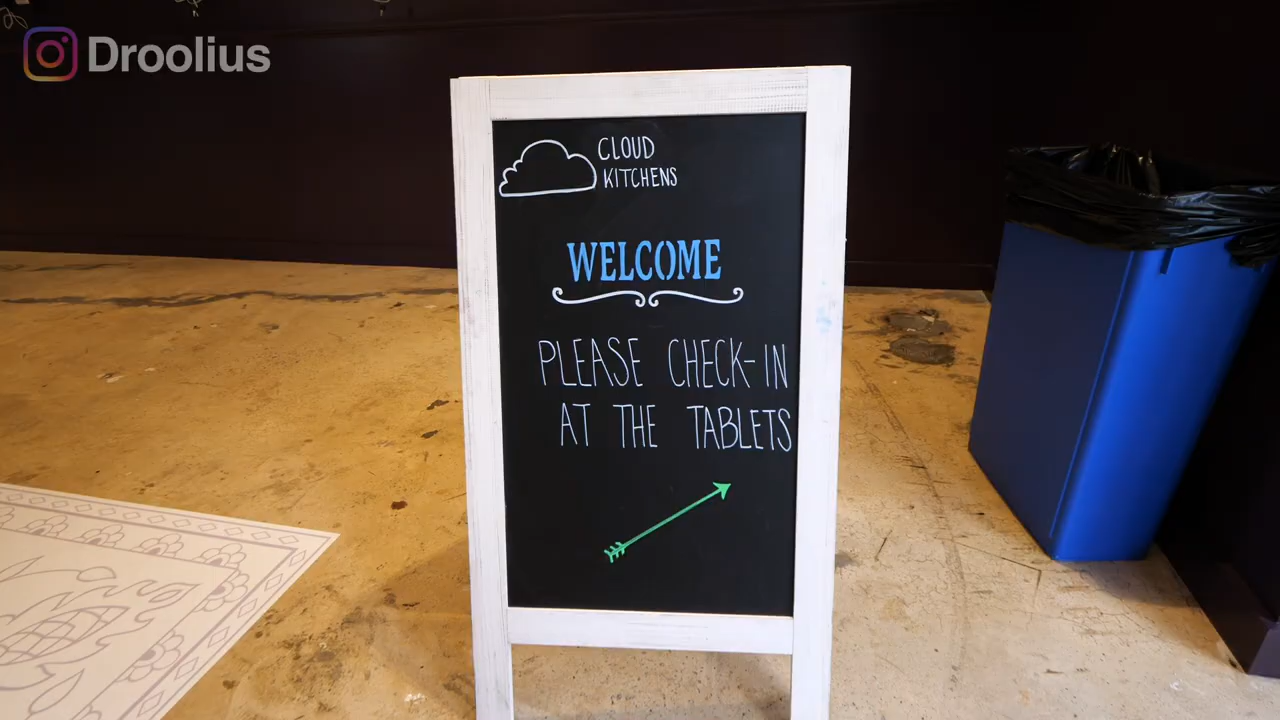 Droolius
CLOUD
KITCHENS
WELCOME
PLEASE CHECK-IN
AT THE TABLETS